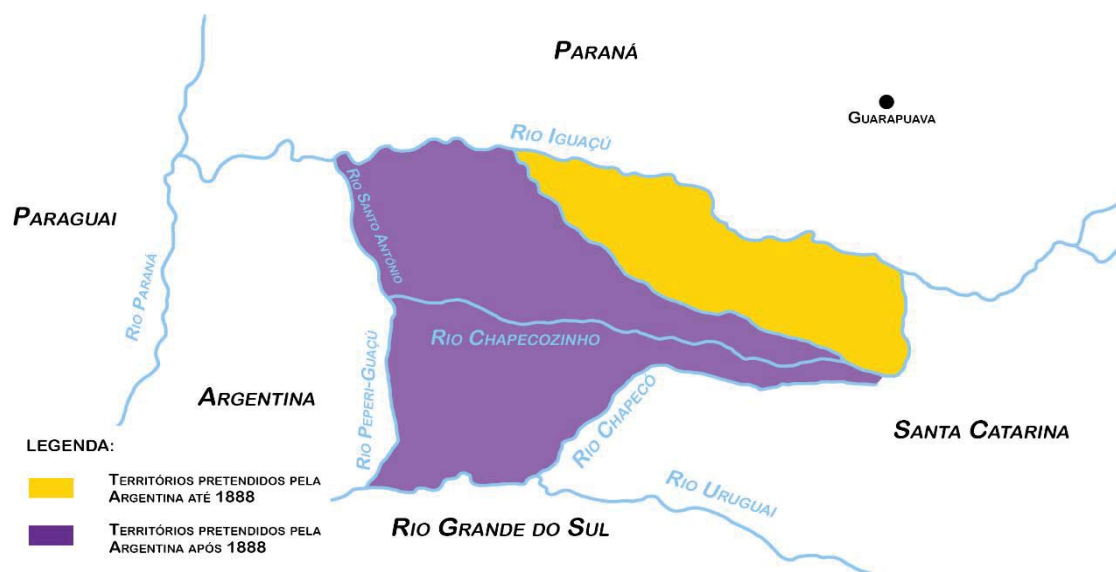 PARANÁ
GUARAPUAVA
RIO IGUAÇÚ
RIO SANTO ANTÔNIO
PARAGUAI
RIO PARANÁ
RIO CHAPECOZINHO
RIO PEPERI-GUAÇÚ
ARGENTINA
RIO CHAPECÓ
SANTA CATARINA
RIO URUGUAI
RIO GRANDE DO SUL
LEGENDA:
TERRITÓRIOS PRETENDIDOS PELA
ARGENTINA ATÉ 1888
TERRITÓRIOS PRETENDIDOS PELA
ARGENTINA APÓS 1888